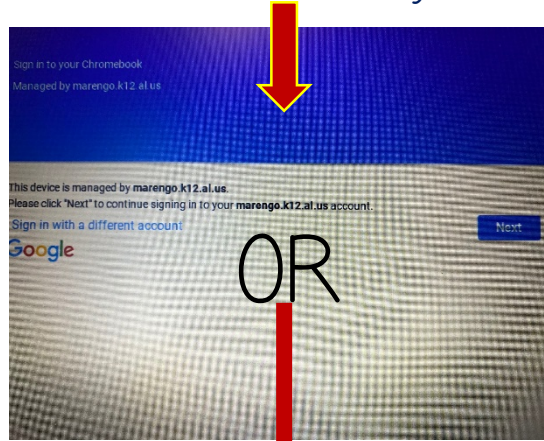 Sign in to your Chromebook
Managed by marengo.k12.al.us
This device is managed by marengo.k12.al.us.
Please click "Next" to continue signing in to your marengo.k12.al.us account.
Sign in with a different account
Next
Google
OR